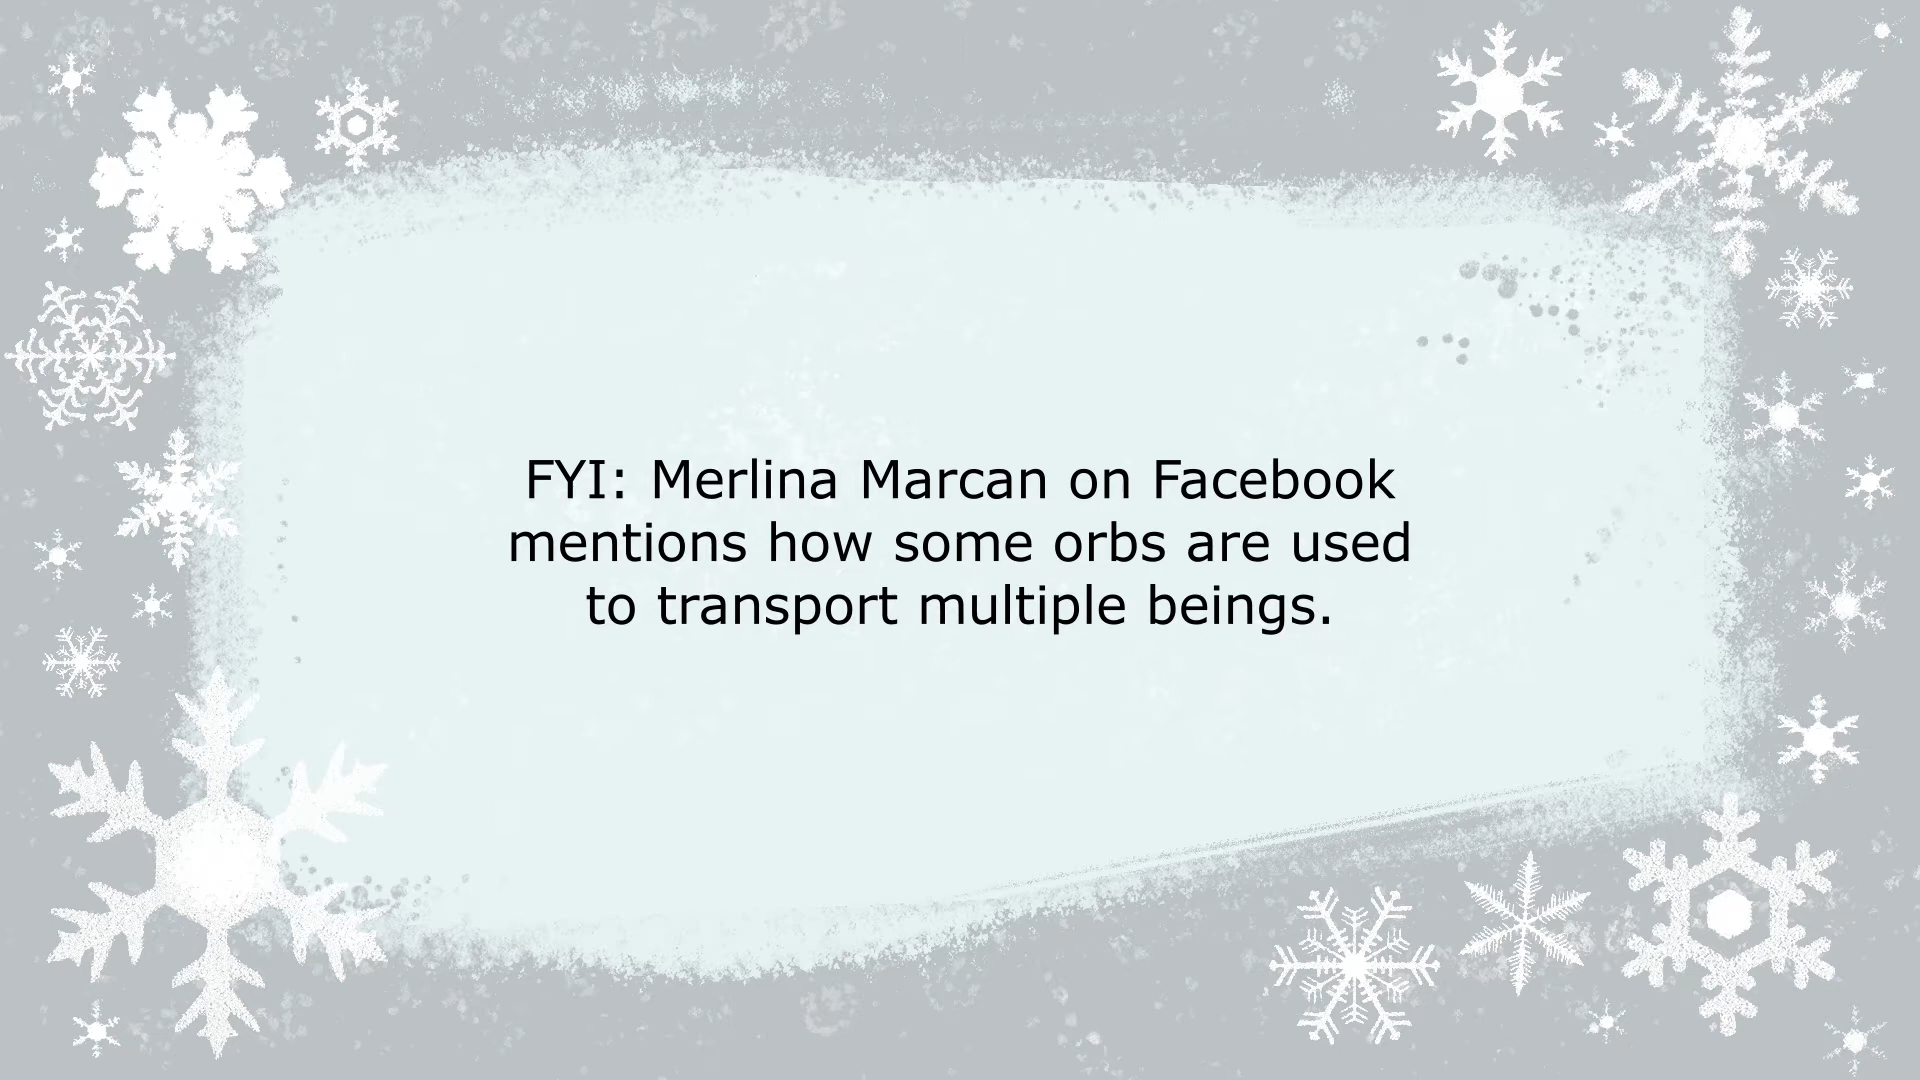 FYI: Merlina Marcan on Facebook
mentions how some orbs are used
to transport multiple beings.